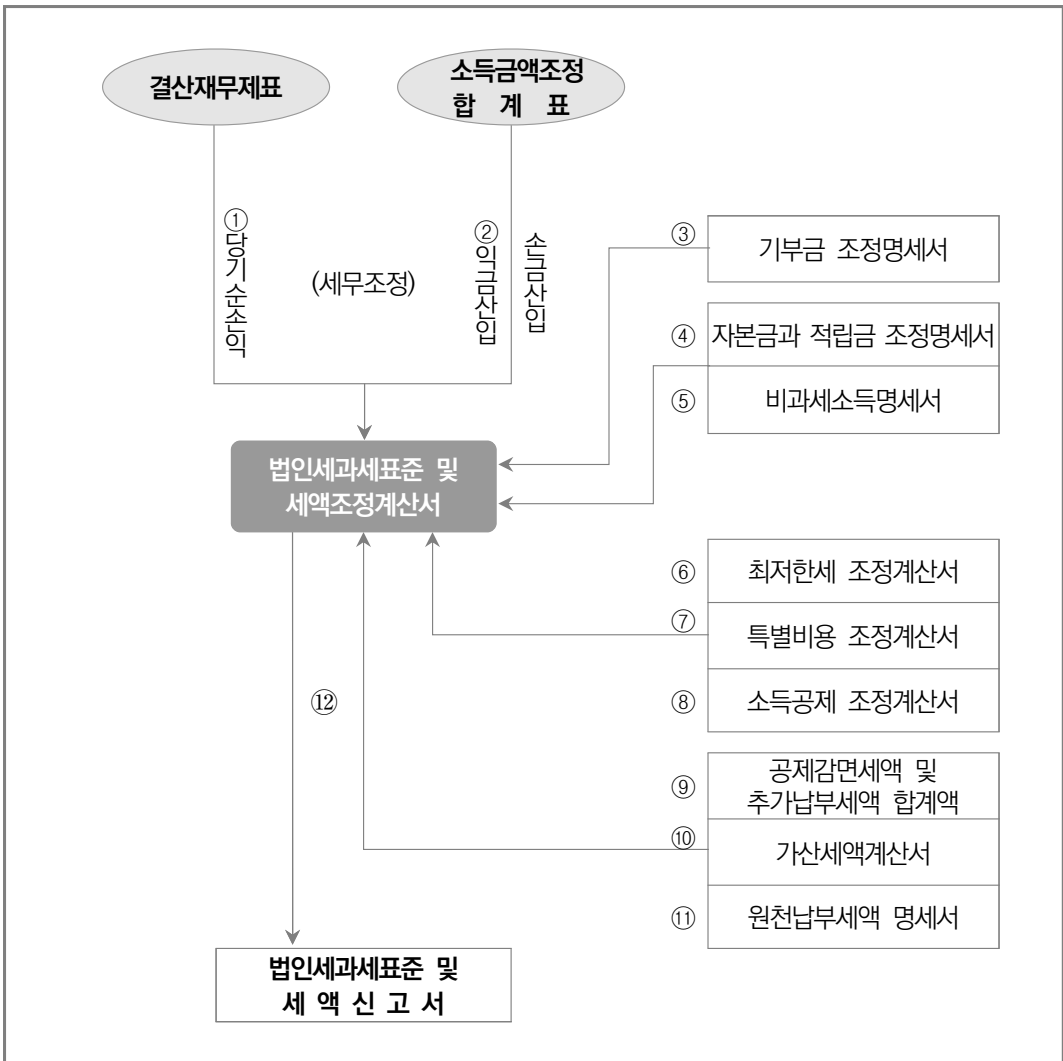 결산재무제표
소득금액조정
합 계 표
① 당기순손익
(세무조정)
② 익금산입
손금산입
③ 기부금 조정명세서
④ 자본금과 적립금 조정명세서
⑤ 비과세소득명세서
법인세과세표준 및
세액조정계산서
⑥ 최저한세 조정계산서
⑦ 특별비용 조정계산서
⑧ 소득공제 조정계산서
⑫
⑨ 공제감면세액 및
추가납부세액 합계액
⑩ 가산세액계산서
⑪ 원천납부세액 명세서
법인세과세표준 및
세 액 신 고 서